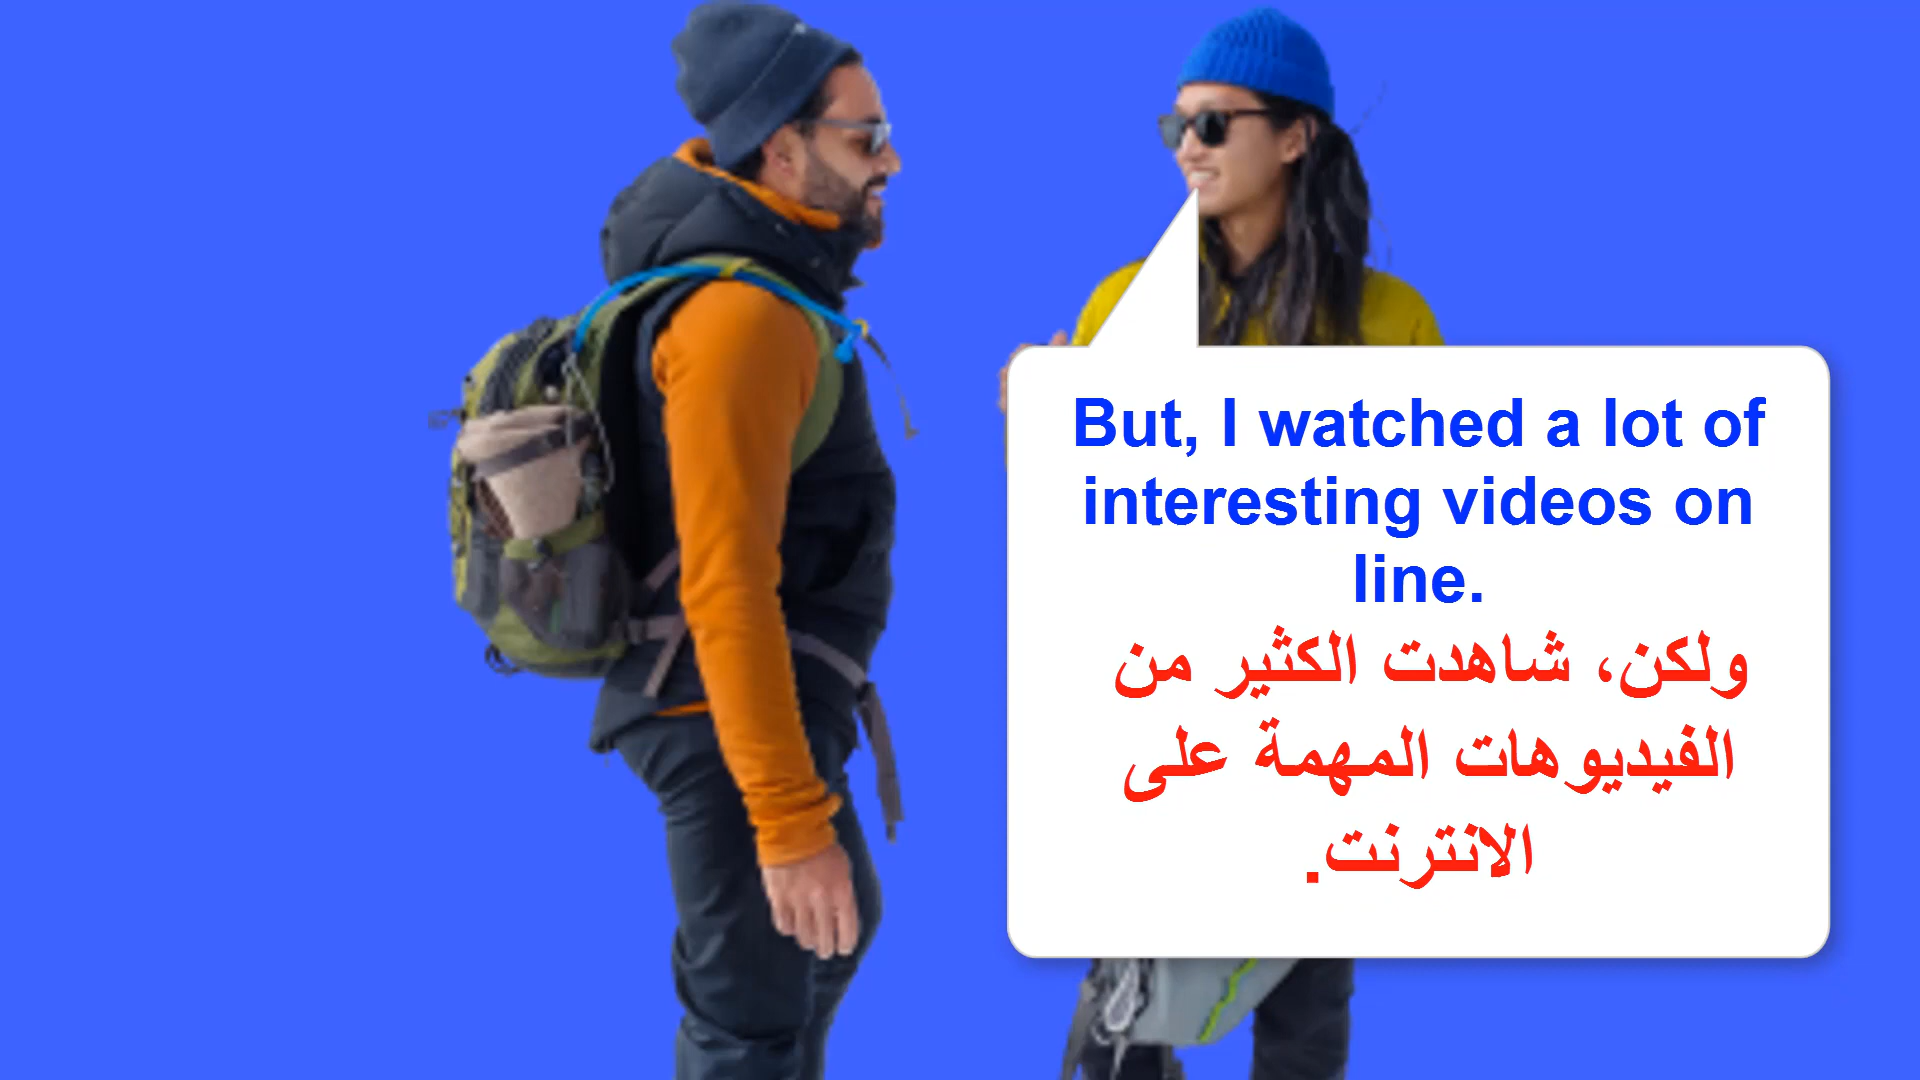 But, I watched a lot of
interesting videos on
line.
ولكن، شاهدت الكثير من
الفيديوهات المهمة على
الانترنت.